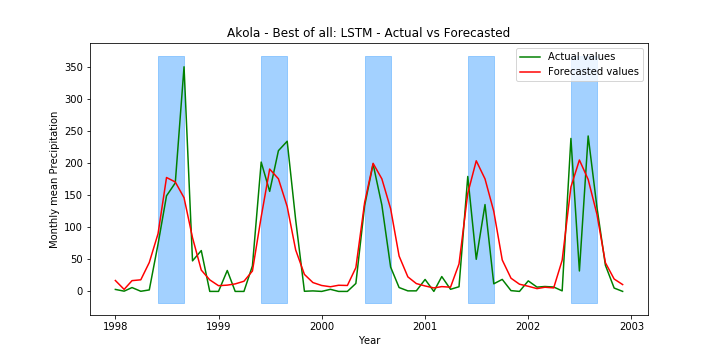 Akola - Best of all: LSTM - Actual vs Forecasted
Actual values
Forecasted values
Monthly mean Precipitation
350
300
250
200
150
100
50
0
1998
1999
2000
2001
2002
2003
Year